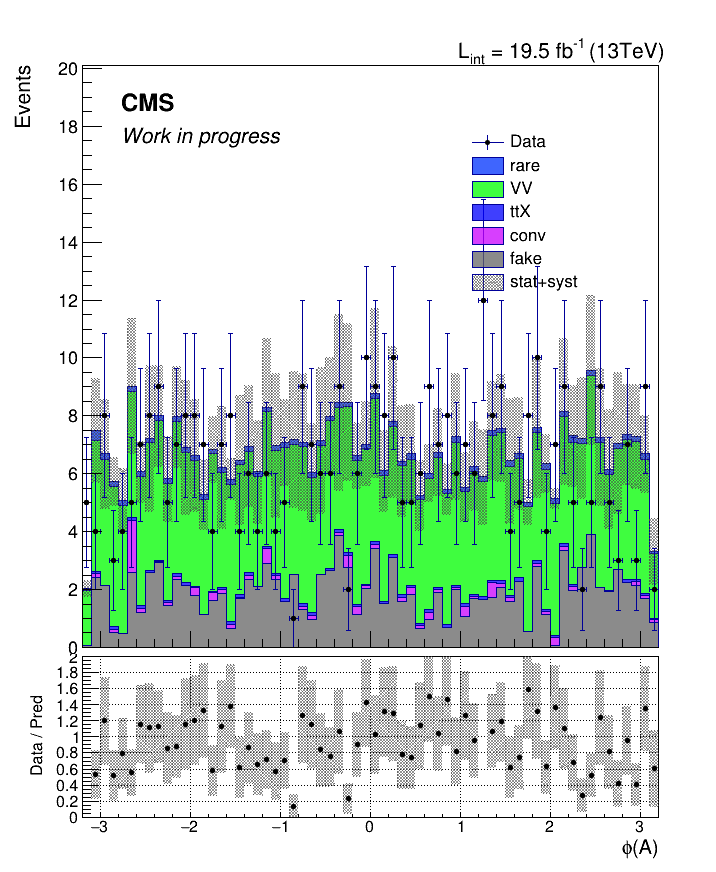 L_int = 19.5 fb^-1 (13TeV)
Events
20
18
16
14
12
10
8
6
4
2
0
CMS
Work in progress
Data
rare
VV
ttX
conv
fake
stat+syst
Data / Pred
2
1.8
1.6
1.4
1.2
1
0.8
0.6
0.4
0.2
0
−3 −2 −1 0 1 2 3
ϕ(A)